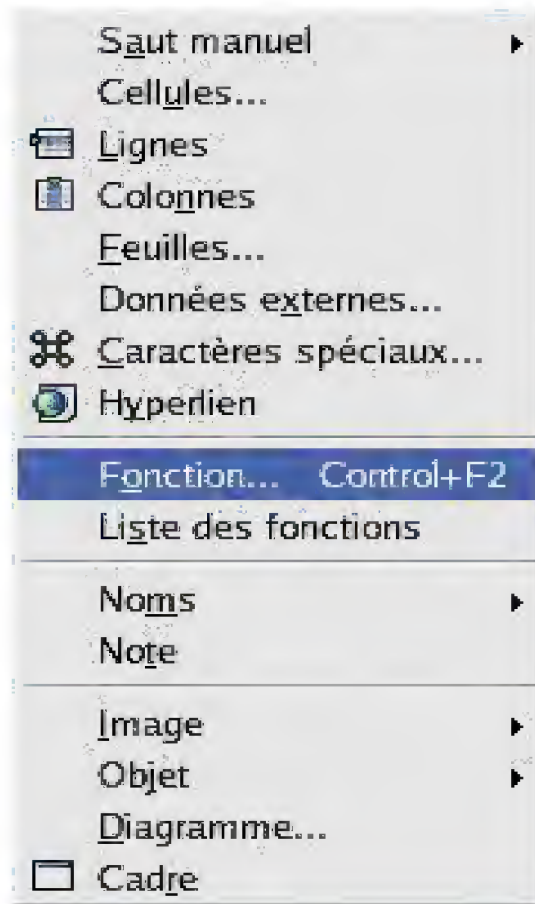 Saut manuel
Cellules...
Lignes
Colonnes
Feuilles...
Données externes...
Caractères spéciaux...
Hyperlien
Fonction... Control+F2
Liste des fonctions
Noms
Note
Image
Objet
Diagramme...
Cadre